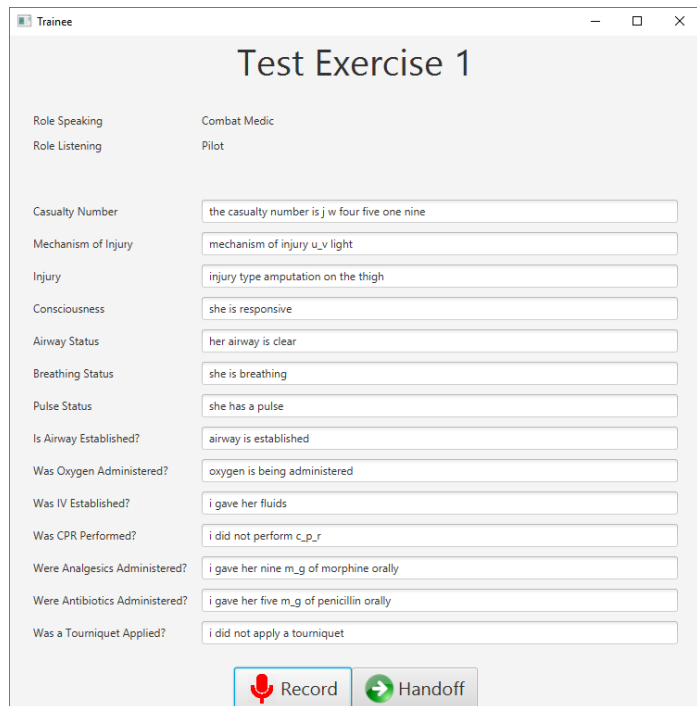 Trainee
Test Exercise 1
Role Speaking Combat Medic
Role Listening Pilot
Casualty Number the casualty number is j w four five one nine
Mechanism of Injury mechanism of injury u_v light
Injury injury type amputation on the thigh
Consciousness she is responsive
Airway Status her airway is clear
Breathing Status she is breathing
Pulse Status she has a pulse
Is Airway Established? airway is established
Was Oxygen Administered? oxygen is being administered
Was IV Established? i gave her fluids
Was CPR Performed? i did not perform c_p_r
Were Analgesics Administered? i gave her nine m_g of morphine orally
Were Antibiotics Administered? i gave her five m_g of penicillin orally
Was a Tourniquet Applied? i did not apply a tourniquet
Record Handoff